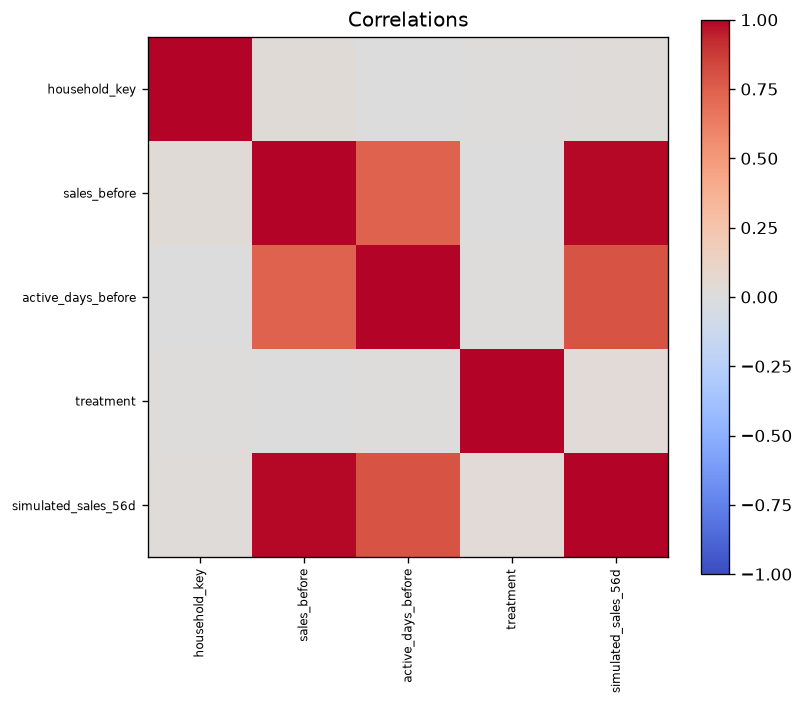 Correlations
household_key
sales_before
active_days_before
treatment
simulated_sales_56d
household_key
sales_before
active_days_before
treatment
simulated_sales_56d
1.00
0.75
0.50
0.25
0.00
−0.25
−0.50
−0.75
−1.00